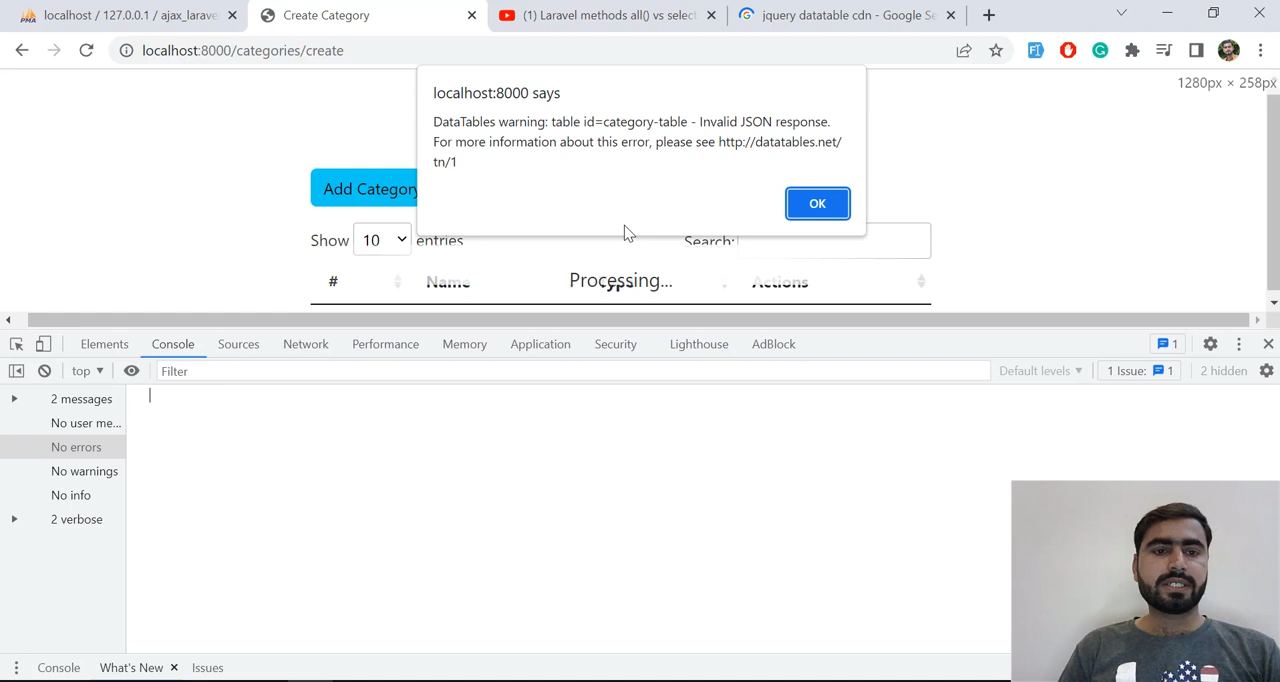 localhost / 127.0.0.1 / ajax_larave
Create Category
(1) Laravel methods all() vs select
jquery datatable cdn - Google Se
localhost:8000/categories/create
1280px × 258px
localhost:8000 says
DataTables warning: table id=category-table - Invalid JSON response.
For more information about this error, please see http://datatables.net/
tn/1
OK
Add Category
Show 10 entries
Search:
# Name Processing... Actions
Elements Console Sources Network Performance Memory Application Security Lighthouse AdBlock 1
top Filter Default levels 1 Issue: 1 2 hidden
2 messages
No user me...
No errors
No warnings
No info
2 verbose
Console What's New Issues